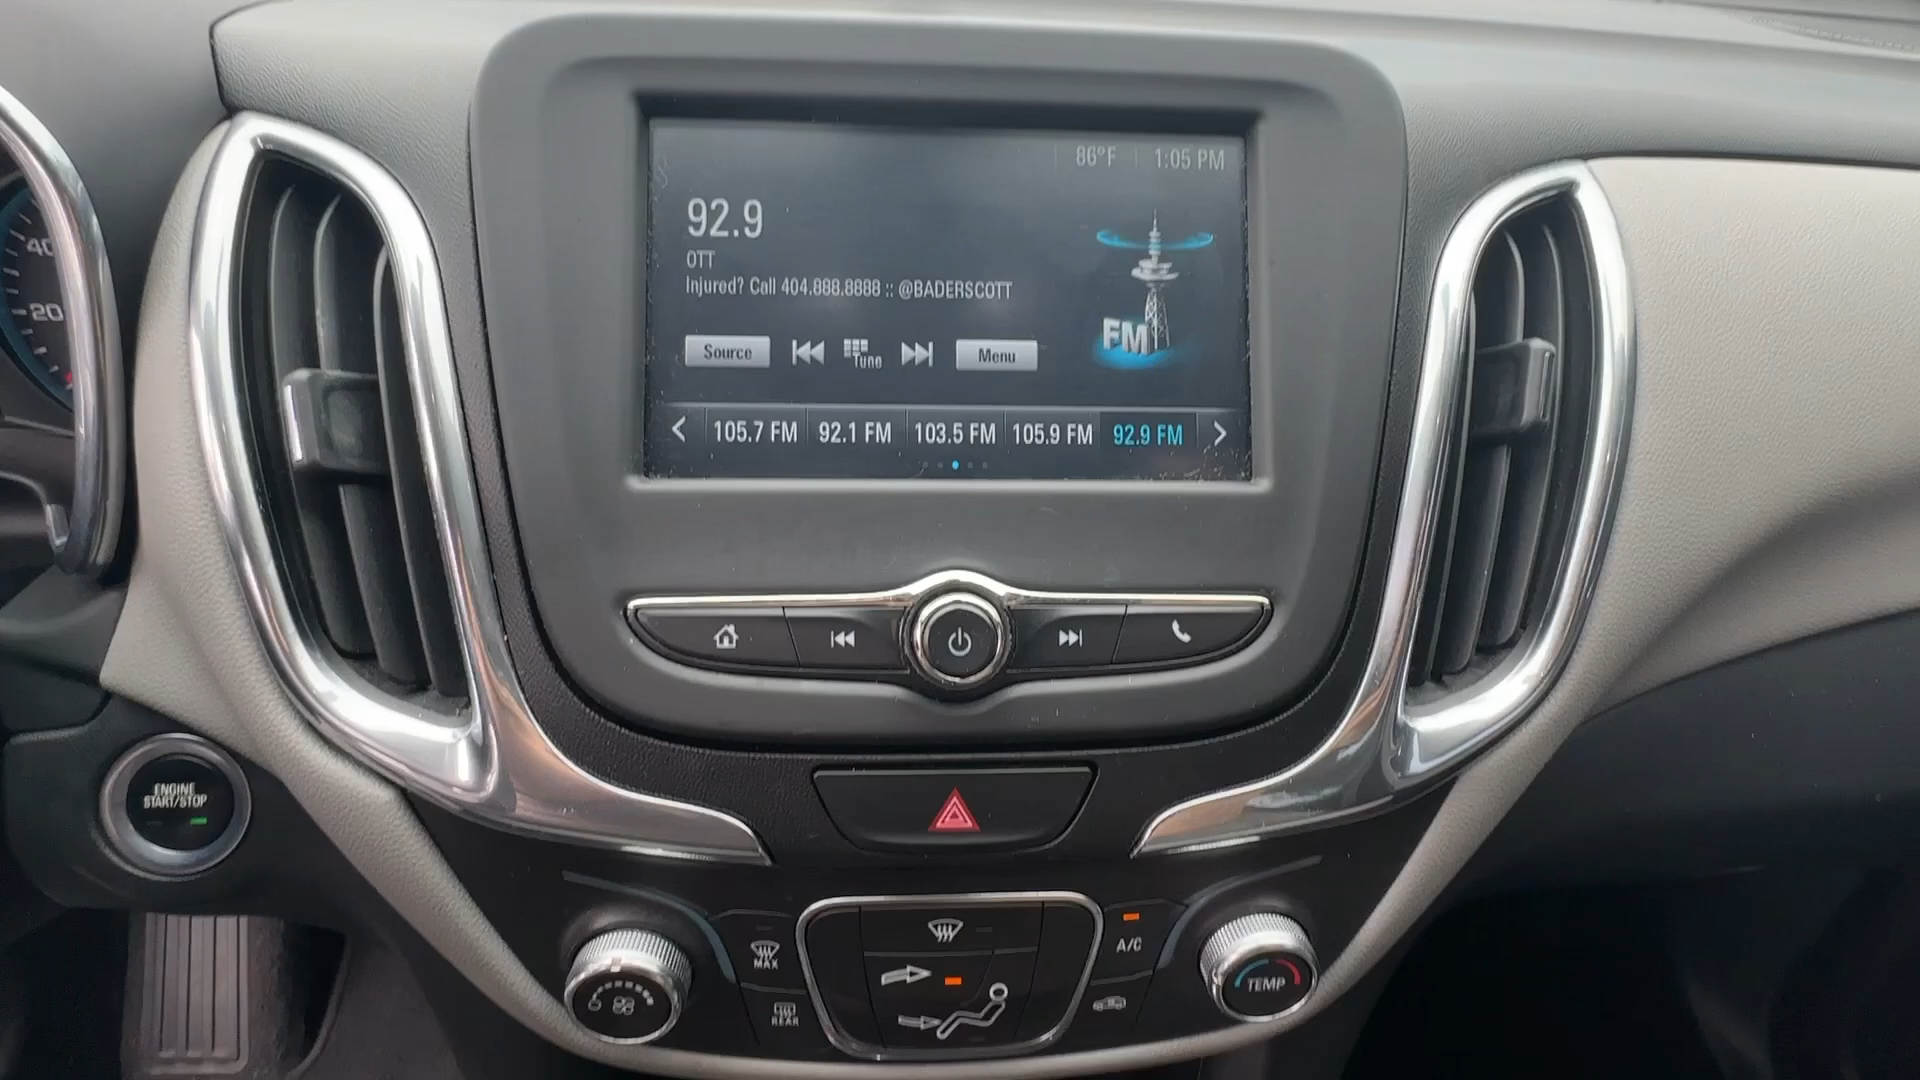 86°F 1:05 PM
92.9
OTT
Injured? Call 404.888.8888 :: @BADERSCOTT
FM
Source Tune Menu
105.7 FM 92.1 FM 103.5 FM 105.9 FM 92.9 FM
40
20
ENGINE
START/STOP
MAX
A/C
REAR
TEMP